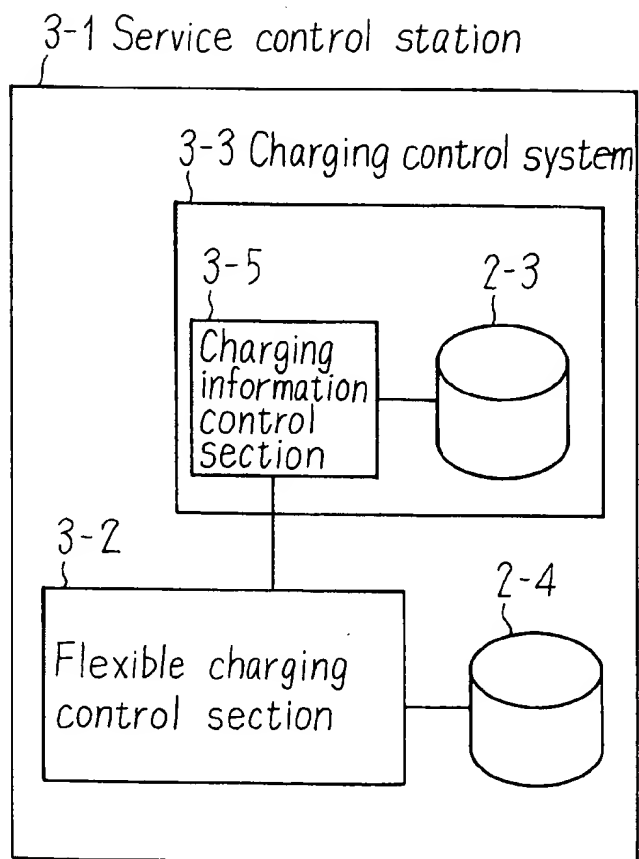 3-1 Service control station
3-3 Charging control system
3-5
2-3
Charging
information
control
section
3-2
2-4
Flexible charging
control section